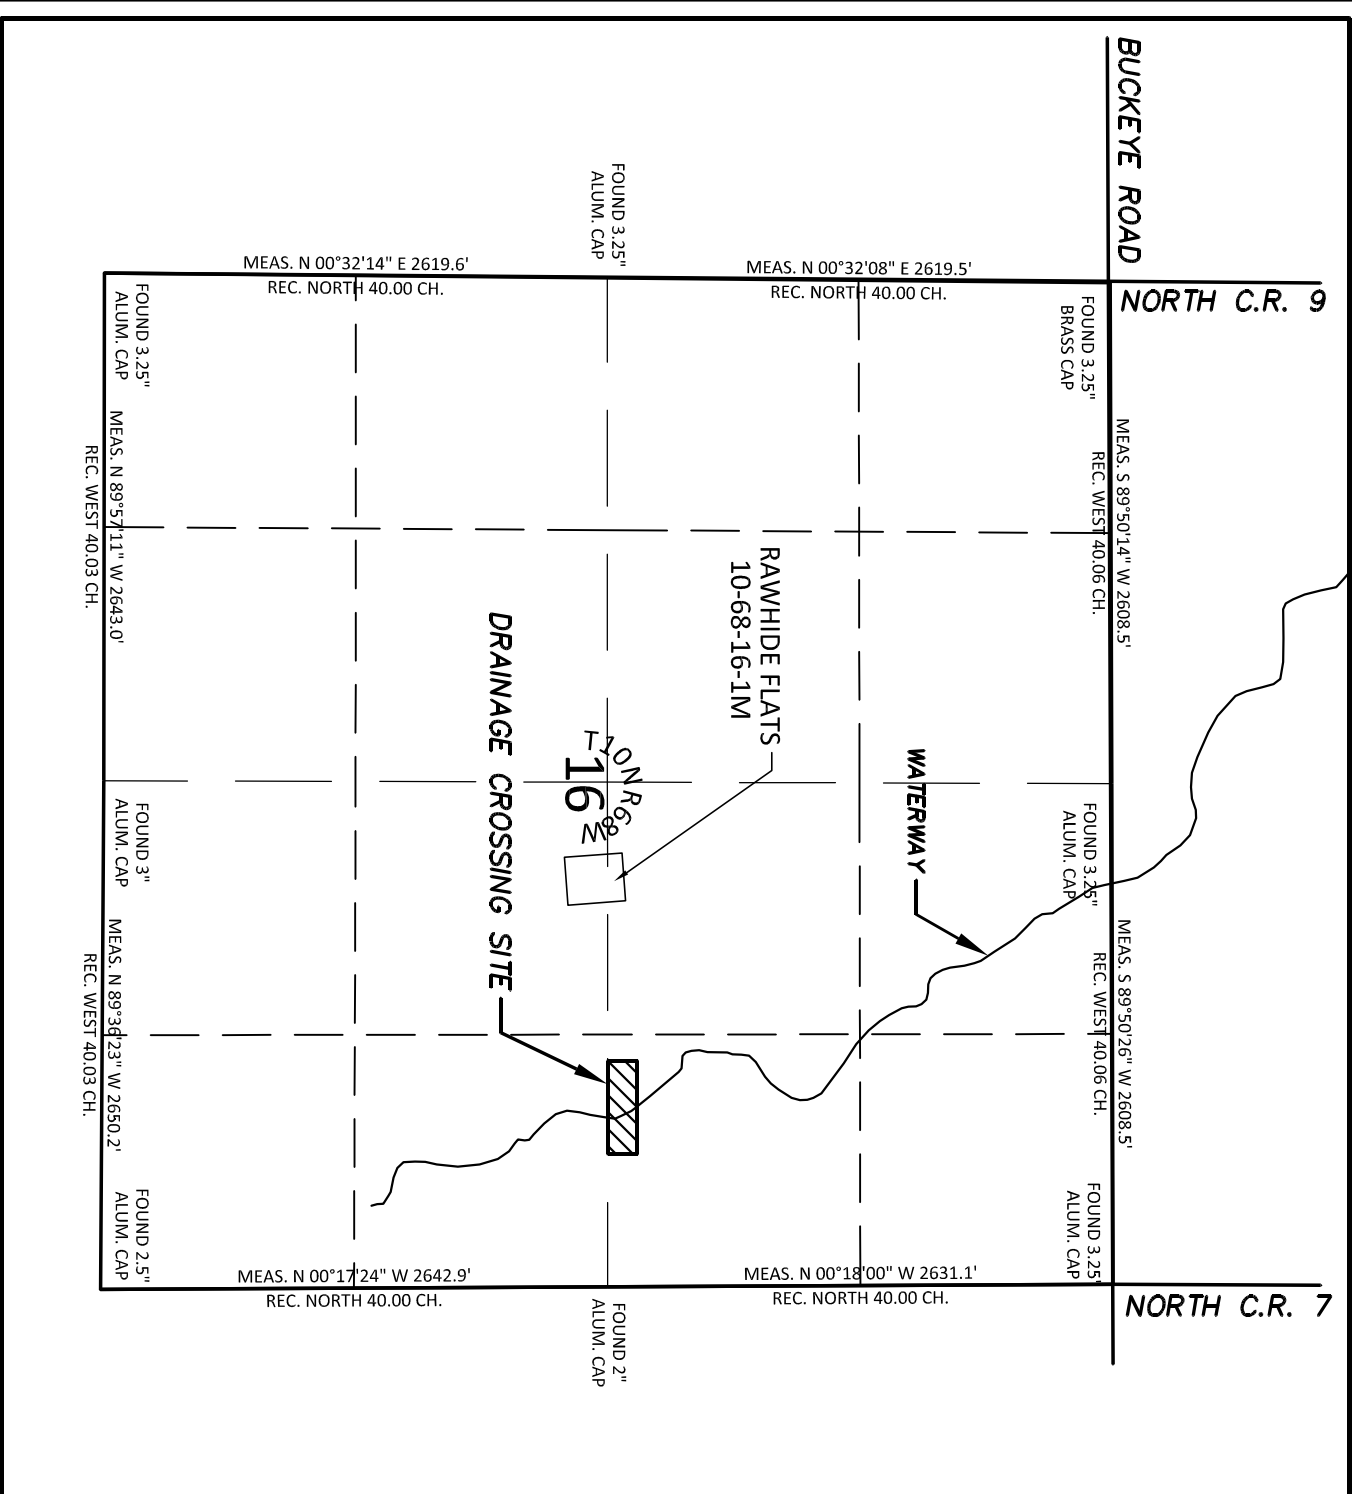 BUCKEYE ROAD
NORTH C.R. 9
FOUND 3.25"
ALUM. CAP
MEAS. N 00°32'14" E 2619.6'
REC. NORTH 40.00 CH.
MEAS. N 00°32'08" E 2619.5'
REC. NORTH 40.00 CH.
FOUND 3.25"
BRASS CAP
FOUND 3.25"
ALUM. CAP
MEAS. S 89°50'14" W 2608.5'
REC. WEST 40.06 CH.
MEAS. N 89°57'11" W 2643.0'
REC. WEST 40.03 CH.
RAWHIDE FLATS
10-68-16-1M
DRAINAGE CROSSING SITE
T10N R68W
16
WATERWAY
FOUND 3.25"
ALUM. CAP
FOUND 3"
ALUM. CAP
MEAS. S 89°50'26" W 2608.5'
REC. WEST 40.06 CH.
MEAS. N 89°36'23" W 2650.2'
REC. WEST 40.03 CH.
FOUND 3.25'
ALUM. CAP
FOUND 2.5"
ALUM. CAP
MEAS. N 00°17'24" W 2642.9'
REC. NORTH 40.00 CH.
MEAS. N 00°18'00" W 2631.1'
REC. NORTH 40.00 CH.
NORTH C.R. 7
FOUND 2"
ALUM. CAP